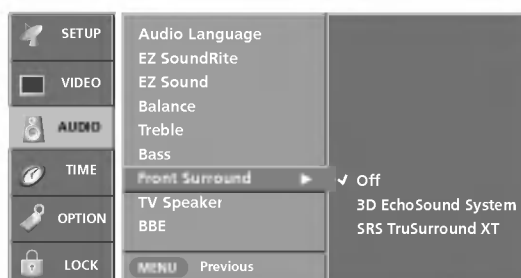 SETUP
VIDEO
AUDIO
TIME
OPTION
LOCK
Audio Language
EZ SoundRite
EZ Sound
Balance
Treble
Bass
Front Surround
TV Speaker
BBE
MENU Previous
Off
3D EchoSound System
SRS TruSurround XT